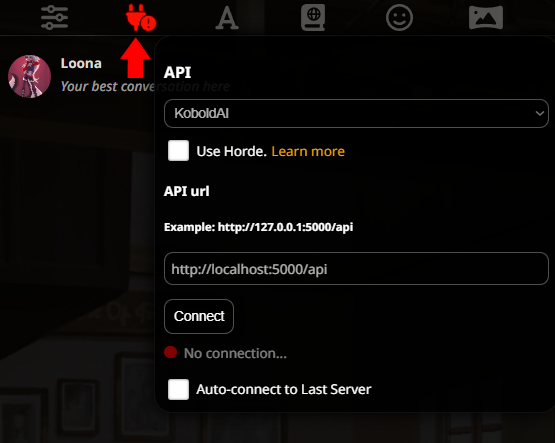 A
Loona
Your best conversation here
API
KoboldAI
Use Horde. Learn more
API url
Example: http://127.0.0.1:5000/api
http://localhost:5000/api
Connect
No connection...
Auto-connect to Last Server